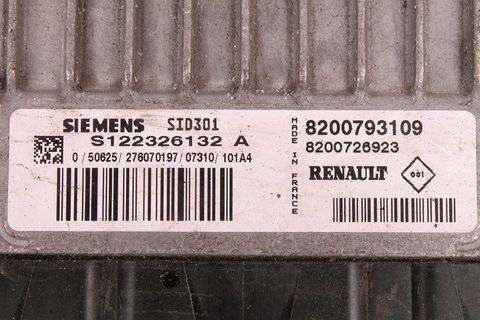 SIEMENS SID301
S122326132 A
0 / 50625 / 276070197 / 07310 / 101A4
MADE IN FRANCE
8200793109
8200726923
RENAULT 001